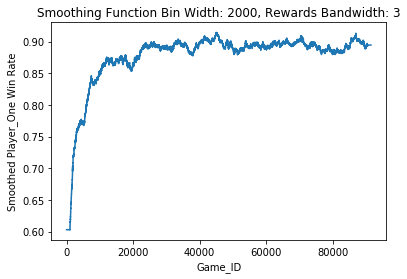 Smoothing Function Bin Width: 2000, Rewards Bandwidth: 3
Smoothed Player_One Win Rate
0.90
0.85
0.80
0.75
0.70
0.65
0.60
0 20000 40000 60000 80000
Game_ID